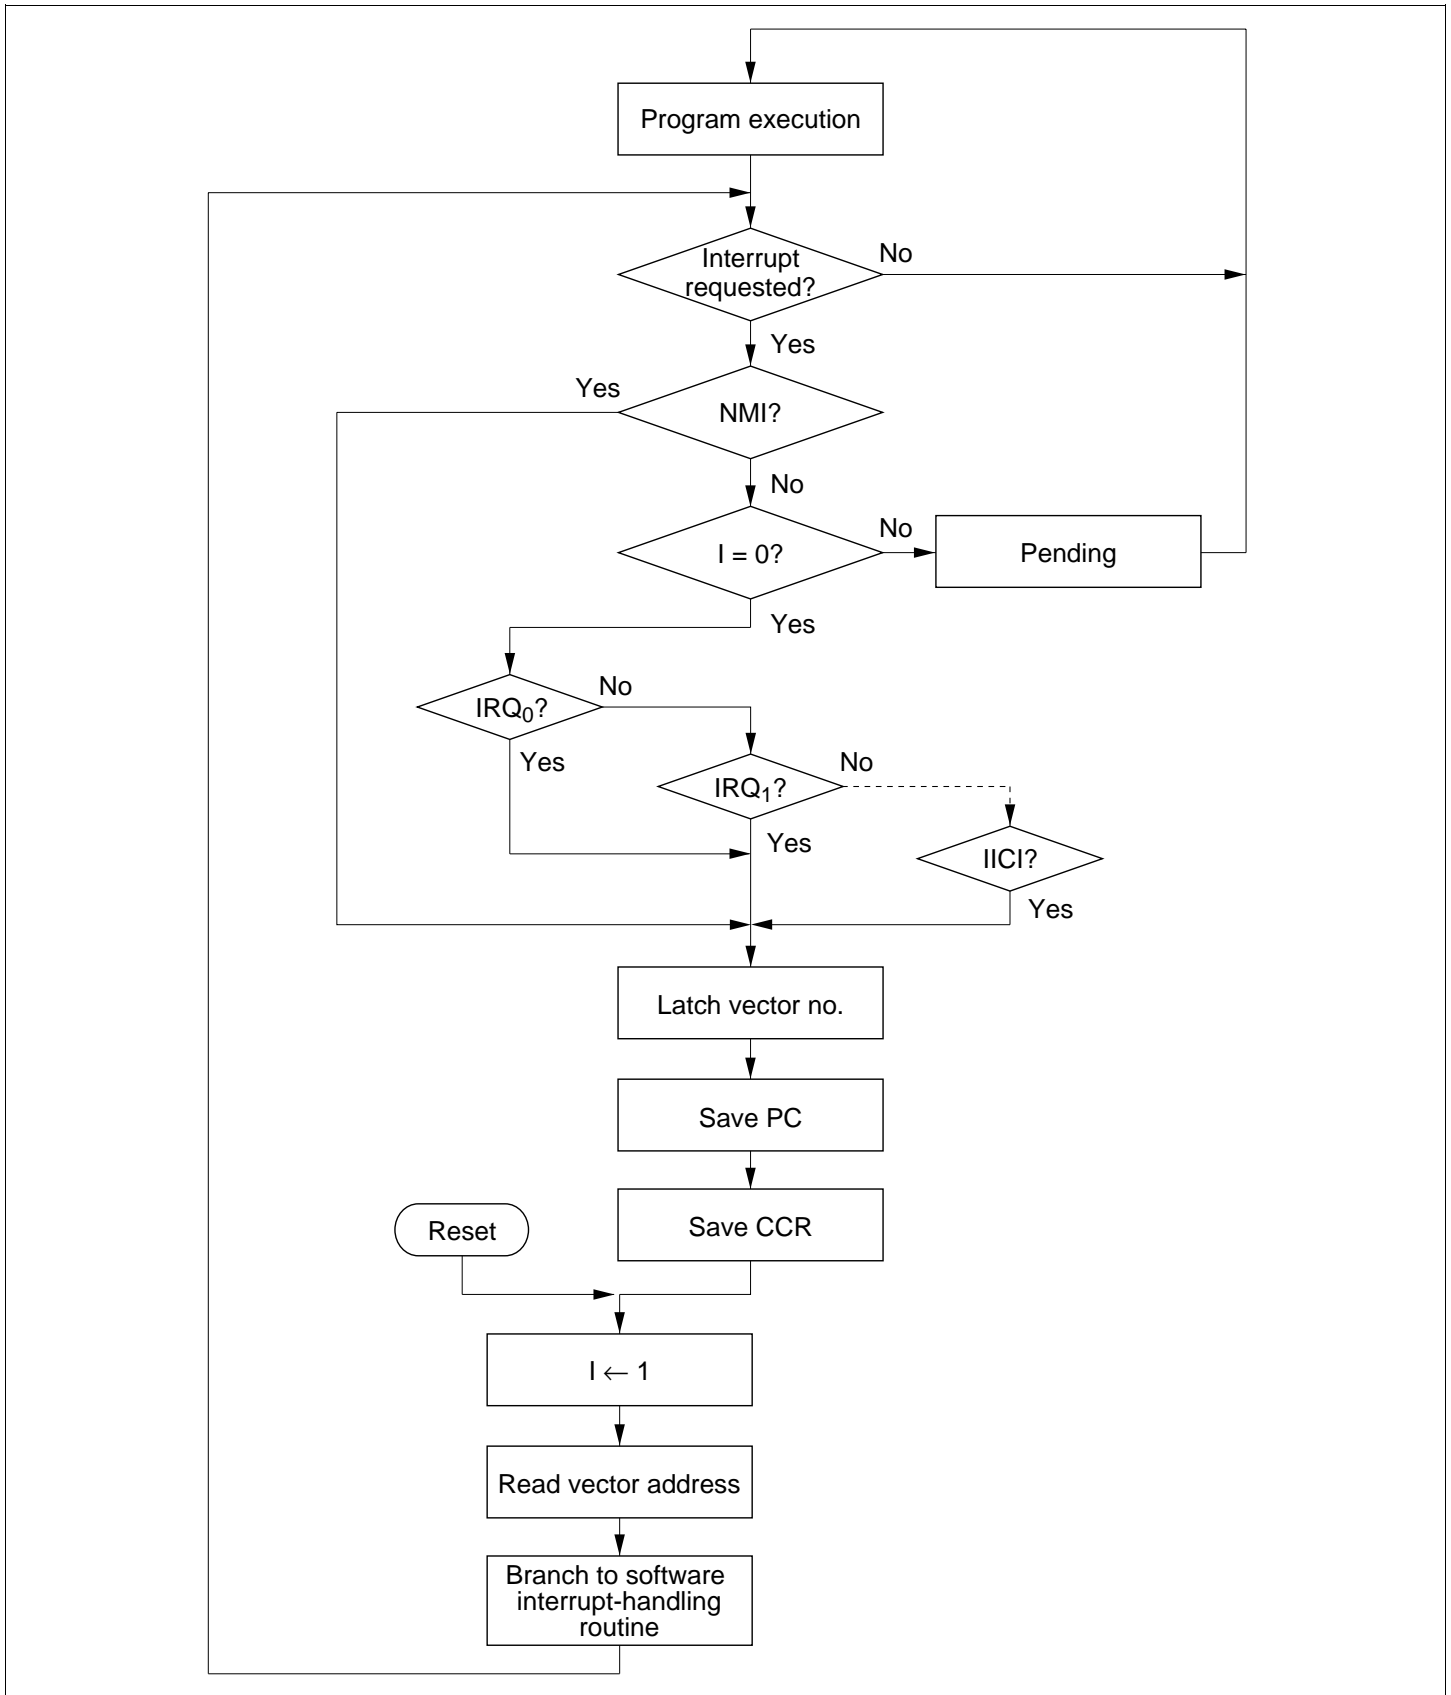 Program execution
Interrupt
requested?
No
Yes
Yes
NMI?
No
I = 0?
No
Pending
Yes
IRQ0?
No
Yes
IRQ1?
No
Yes
IICI?
Yes
Latch vector no.
Save PC
Save CCR
Reset
I ← 1
Read vector address
Branch to software
interrupt-handling
routine